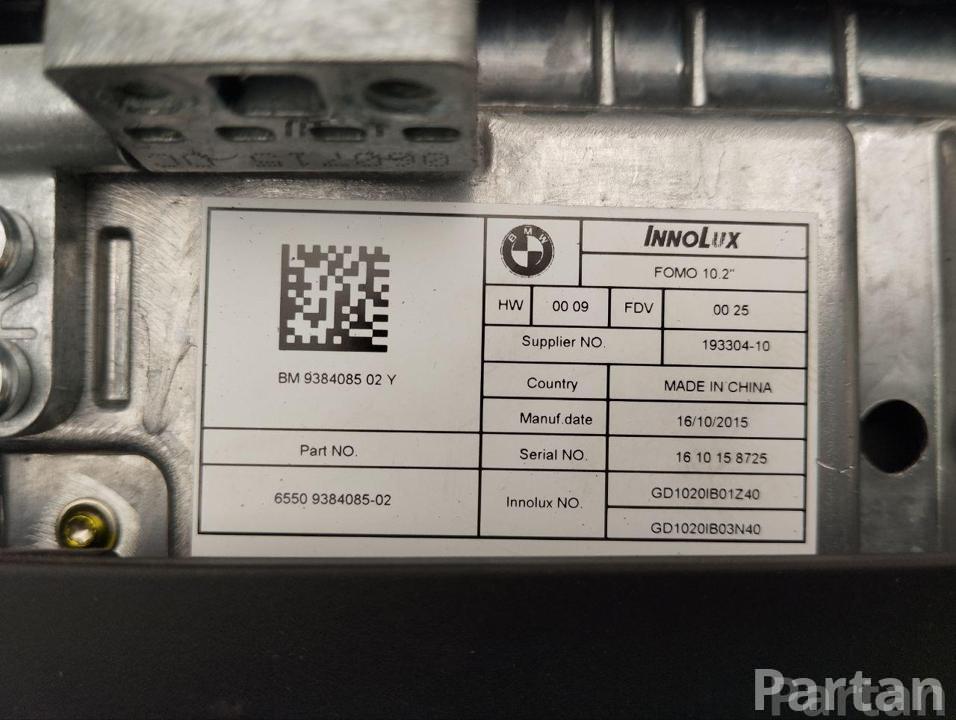 BM 9384085 02 Y
Part NO.
6550 9384085-02
BMW
INNOLUX
FOMO 10.2"
HW 00 09 FDV 00 25
Supplier NO. 193304-10
Country MADE IN CHINA
Manuf.date 16/10/2015
Serial NO. 16 10 15 8725
Innolux NO. GD1020IB01Z40
GD1020IB03N40
Partan